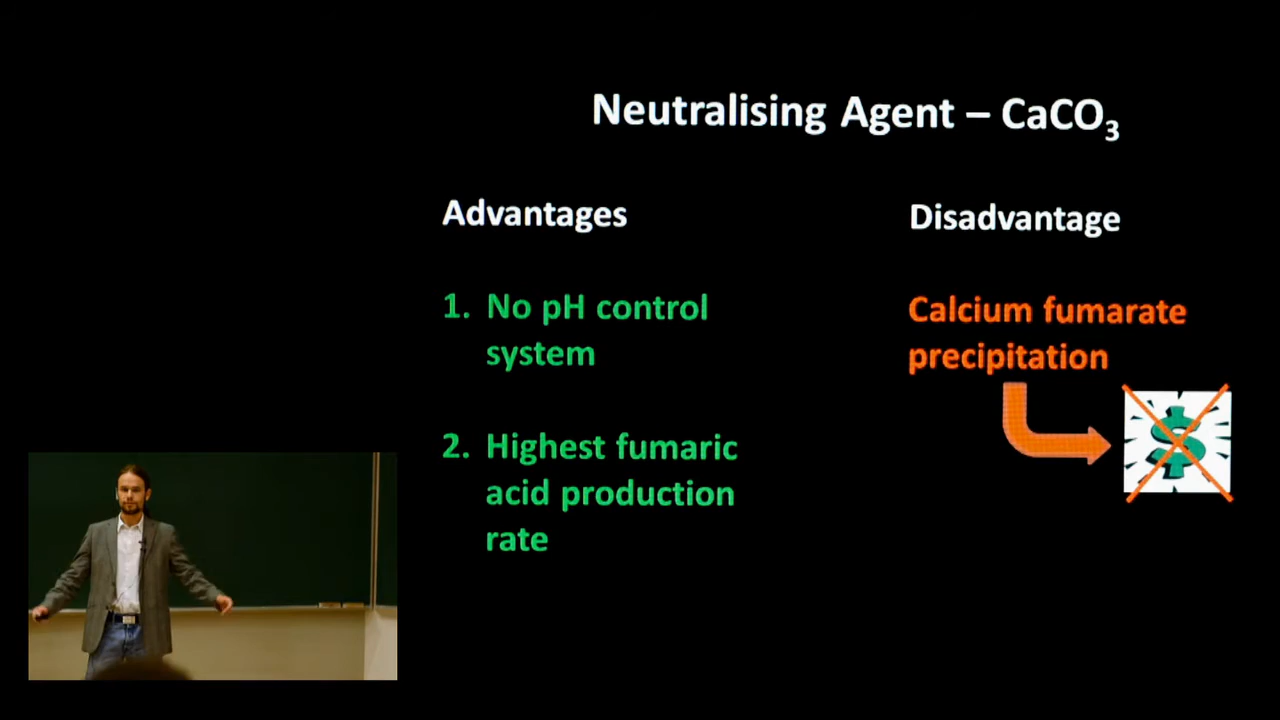 Neutralising Agent – CaCO₃
Advantages
1. No pH control
system
2. Highest fumaric
acid production
rate
Disadvantage
Calcium fumarate
precipitation
$